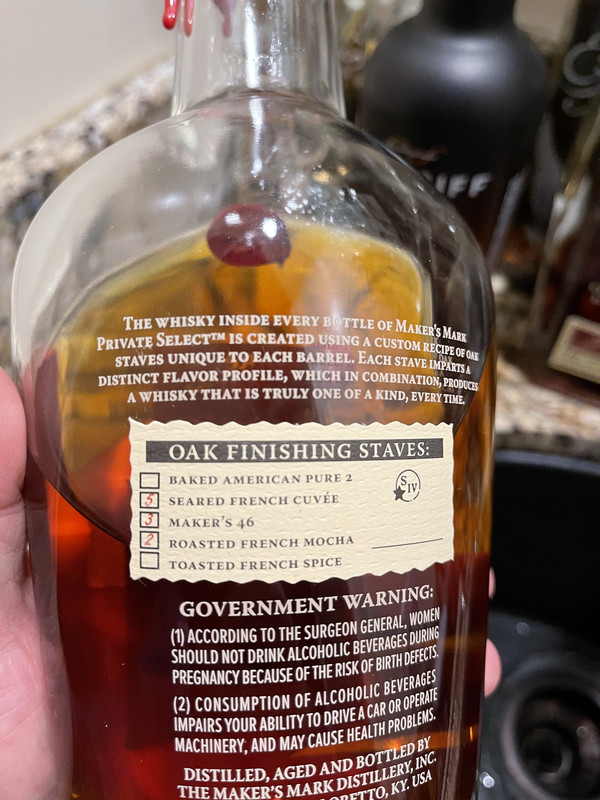 THE WHISKY INSIDE EVERY BOTTLE OF MAKER'S MARK
PRIVATE SELECT™ IS CREATED USING A CUSTOM RECIPE OF OAK
STAVES UNIQUE TO EACH BARREL. EACH STAVE IMPARTS A
DISTINCT FLAVOR PROFILE, WHICH IN COMBINATION, PRODUCES
A WHISKY THAT IS TRULY ONE OF A KIND, EVERY TIME.
OAK FINISHING STAVES:
BAKED AMERICAN PURE 2
5 SEARED FRENCH CUVÉE
3 MAKER'S 46
2 ROASTED FRENCH MOCHA
TOASTED FRENCH SPICE
SIV
GOVERNMENT WARNING:
(1) ACCORDING TO THE SURGEON GENERAL, WOMEN
SHOULD NOT DRINK ALCOHOLIC BEVERAGES DURING
PREGNANCY BECAUSE OF THE RISK OF BIRTH DEFECTS.
(2) CONSUMPTION OF ALCOHOLIC BEVERAGES
IMPAIRS YOUR ABILITY TO DRIVE A CAR OR OPERATE
MACHINERY, AND MAY CAUSE HEALTH PROBLEMS.
DISTILLED, AGED AND BOTTLED BY
THE MAKER'S MARK DISTILLERY, INC.
LORETTO, KY. USA